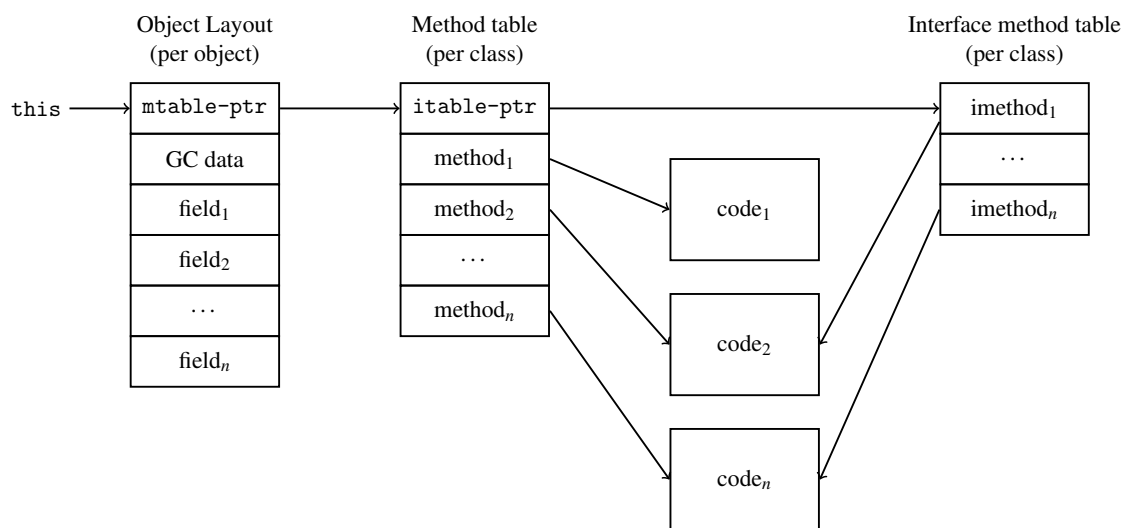 Object Layout
(per object)
Method table
(per class)
Interface method table
(per class)
this
mtable-ptr
GC data
field₁
field₂
⋯
fieldₙ
itable-ptr
method₁
method₂
⋯
methodₙ
code₁
code₂
codeₙ
imethod₁
⋯
imethodₙ